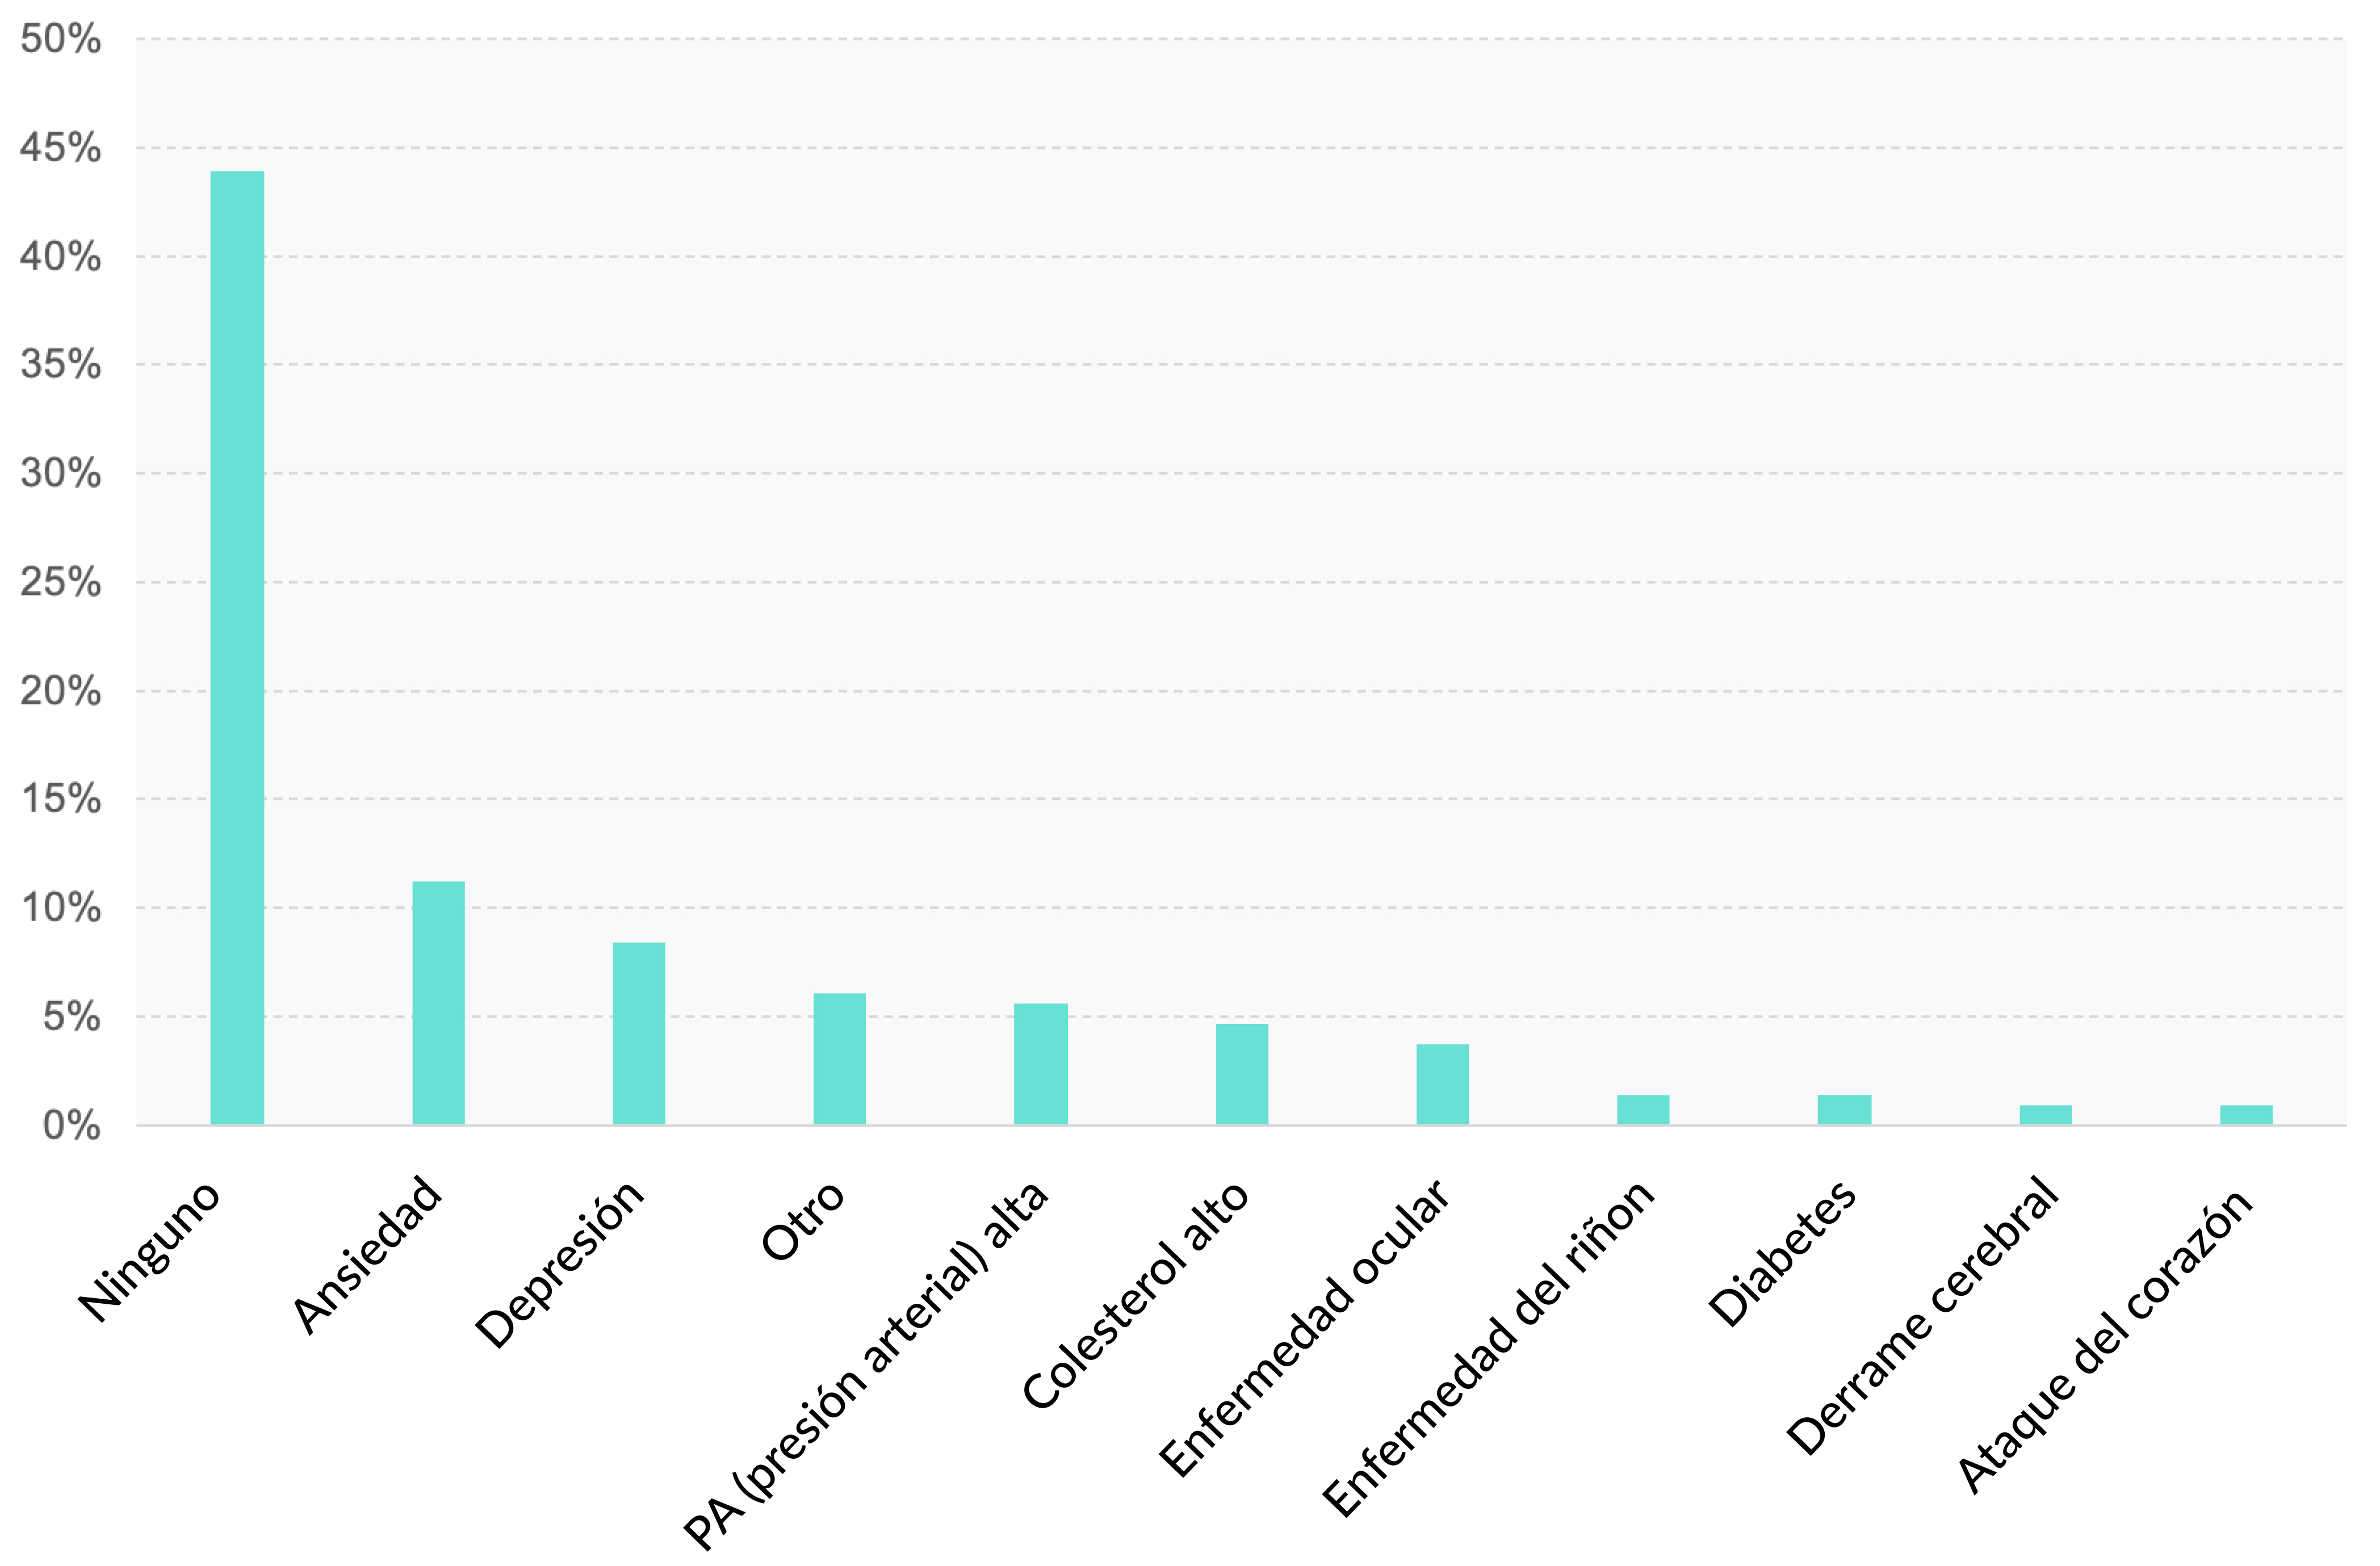 50%
45%
40%
35%
30%
25%
20%
15%
10%
5%
0%
Ninguno
Ansiedad
Depresión
Otro
PA (presión arterial) alta
Colesterol alto
Enfermedad ocular
Enfermedad del riñon
Diabetes
Derrame cerebral
Ataque del corazón